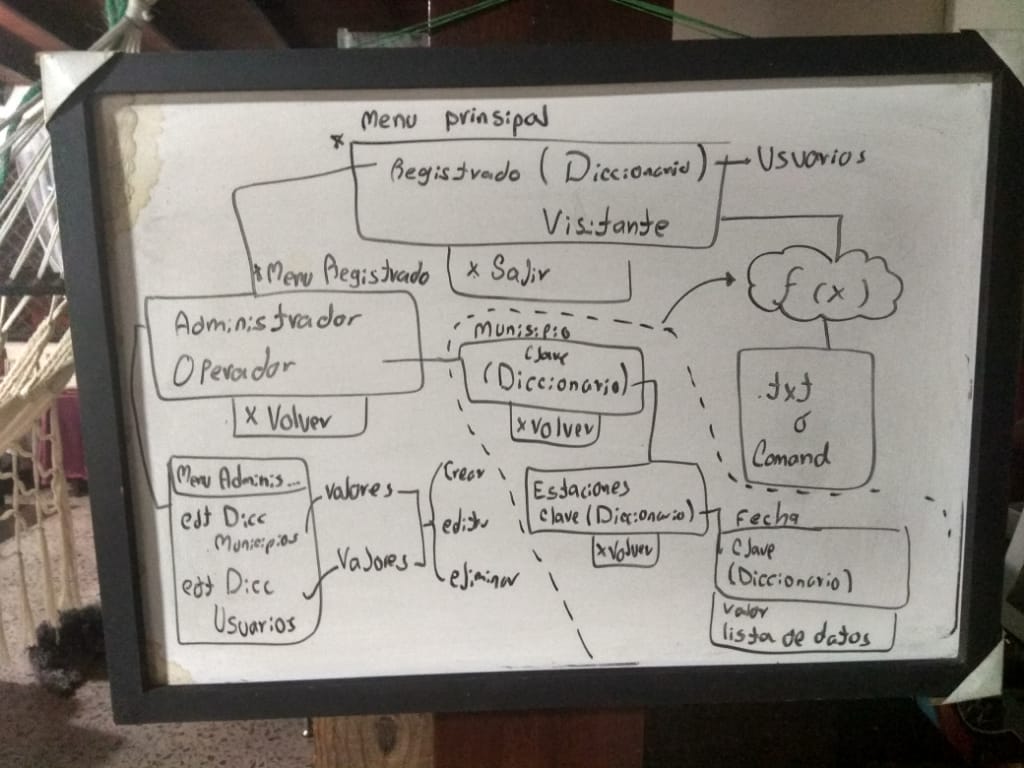 Menu prinsipal
* Registrado (Diccionario) → Usuarios
Visitante
x Salir
f(x)
.txt
o
Comand
* Menu Registrado
Administrador
Operador
x Volver
Munisipio
Clave
(Diccionario)
x Volver
Estaciones
Clave (Diccionario)
x Volver
Fecha
Clave
(Diccionario)
valor
lista de datos
Menu Adminis...
edt Dicc
Municipios
edt Dicc
Usuarios
valores
Valores
Crear
editr
eliminar